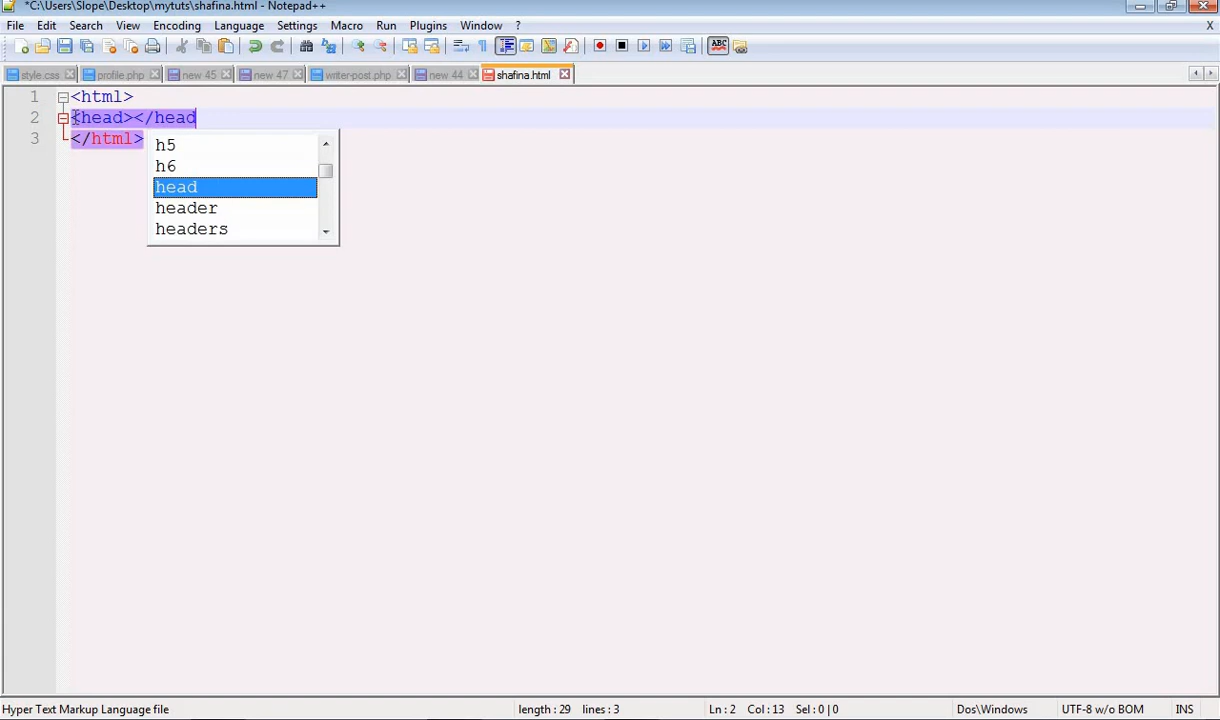 *C:\Users\Slope\Desktop\mytuts\shafina.html - Notepad++
File Edit Search View Encoding Language Settings Macro Run Plugins Window ? X
style.css profile.php new 45 new 47 writer-post.php new 44 shafina.html
1 <html>
2 <head></head
3 </html>
h5
h6
head
header
headers
Hyper Text Markup Language file length : 29 lines : 3 Ln : 2 Col : 13 Sel : 0 | 0 Dos\Windows UTF-8 w/o BOM INS